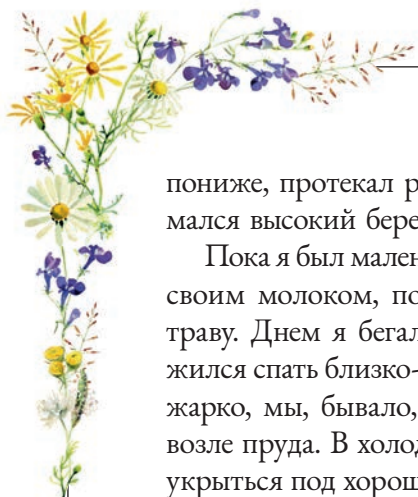 пониже, протекал р
мался высокий бере
Пока я был мален
своим молоком, по
траву. Днем я бегал
жился спать близко-
жарко, мы, бывало,
возле пруда. В холод
укрыться под хорош